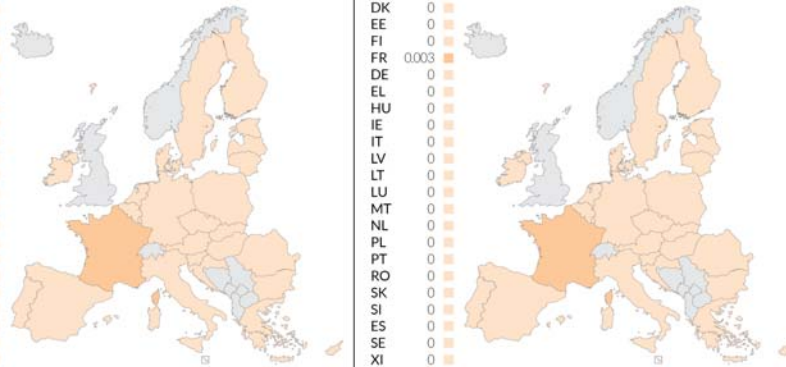 DK 0
EE 0
FI 0
FR 0.003
DE 0
EL 0
HU 0
IE 0
IT 0
LV 0
LT 0
LU 0
MT 0
NL 0
PL 0
PT 0
RO 0
SK 0
SI 0
ES 0
SE 0
XI 0